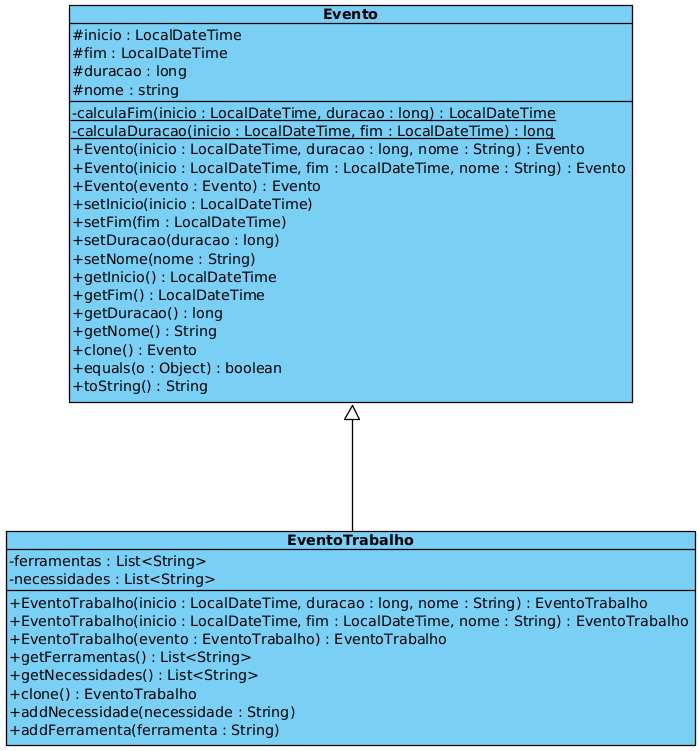 Evento
#inicio : LocalDateTime
#fim : LocalDateTime
#duracao : long
#nome : string
-calculaFim(inicio : LocalDateTime, duracao : long) : LocalDateTime
-calculaDuracao(inicio : LocalDateTime, fim : LocalDateTime) : long
+Evento(inicio : LocalDateTime, duracao : long, nome : String) : Evento
+Evento(inicio : LocalDateTime, fim : LocalDateTime, nome : String) : Evento
+Evento(evento : Evento) : Evento
+setInicio(inicio : LocalDateTime)
+setFim(fim : LocalDateTime)
+setDuracao(duracao : long)
+setNome(nome : String)
+getInicio() : LocalDateTime
+getFim() : LocalDateTime
+getDuracao() : long
+getNome() : String
+clone() : Evento
+equals(o : Object) : boolean
+toString() : String
EventoTrabalho
-ferramentas : List<String>
-necessidades : List<String>
+EventoTrabalho(inicio : LocalDateTime, duracao : long, nome : String) : EventoTrabalho
+EventoTrabalho(inicio : LocalDateTime, fim : LocalDateTime, nome : String) : EventoTrabalho
+EventoTrabalho(evento : EventoTrabalho) : EventoTrabalho
+getFerramentas() : List<String>
+getNecessidades() : List<String>
+clone() : EventoTrabalho
+addNecessidade(necessidade : String)
+addFerramenta(ferramenta : String)